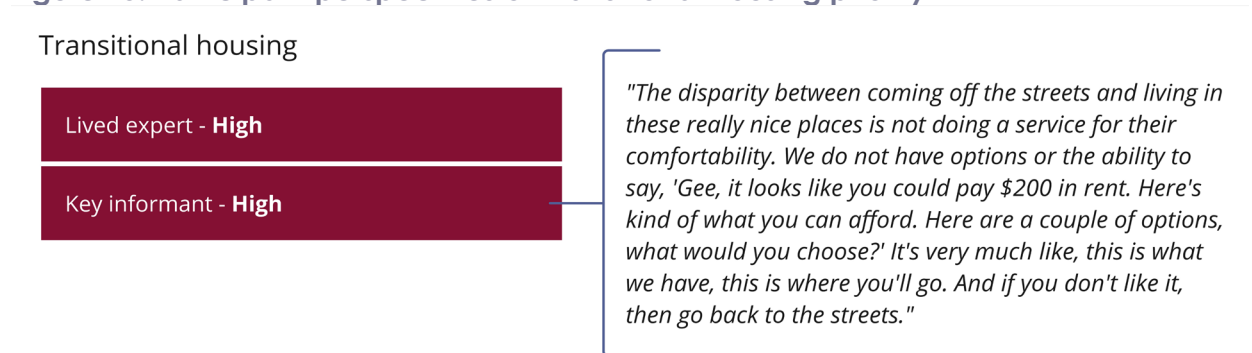 Transitional housing
Lived expert - High
Key informant - High
"The disparity between coming off the streets and living in
these really nice places is not doing a service for their
comfortability. We do not have options or the ability to
say, 'Gee, it looks like you could pay $200 in rent. Here's
kind of what you can afford. Here are a couple of options,
what would you choose?' It's very much like, this is what
we have, this is where you'll go. And if you don't like it,
then go back to the streets."